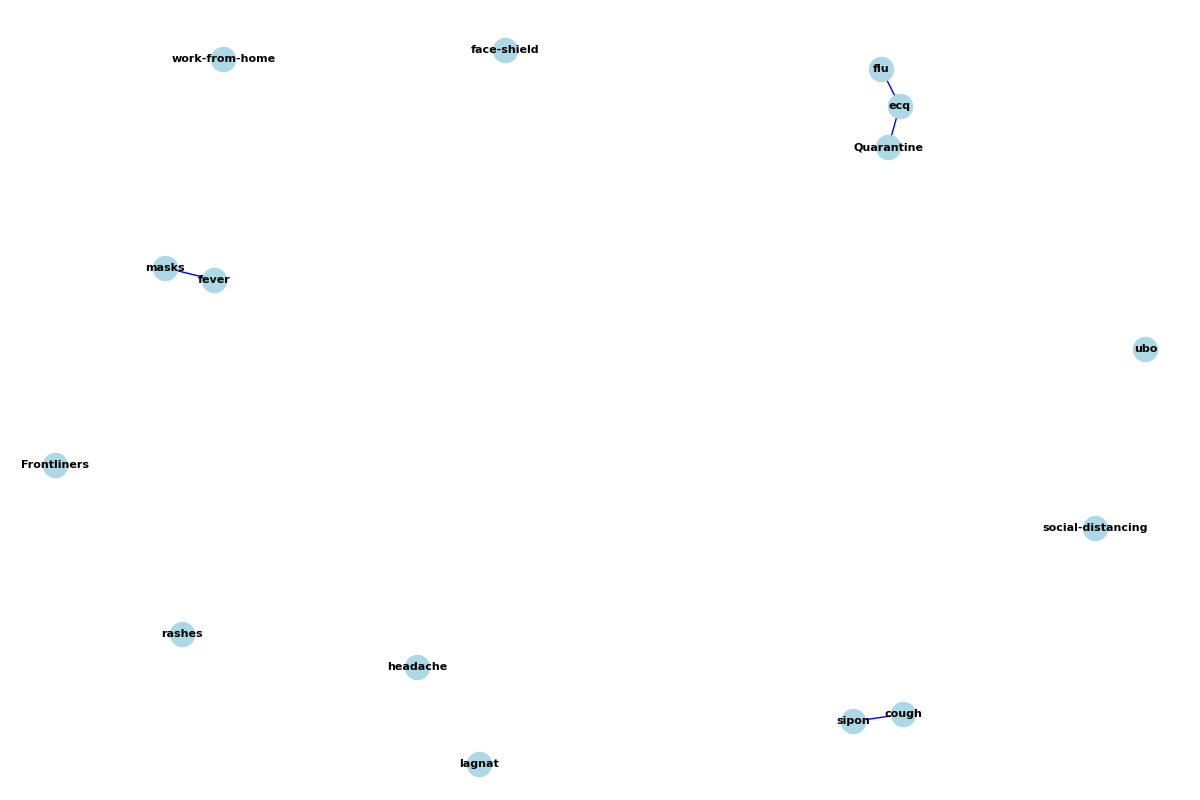 work-from-home
face-shield
flu
ecq
Quarantine
masks
fever
ubo
Frontliners
social-distancing
rashes
headache
sipon
cough
lagnat